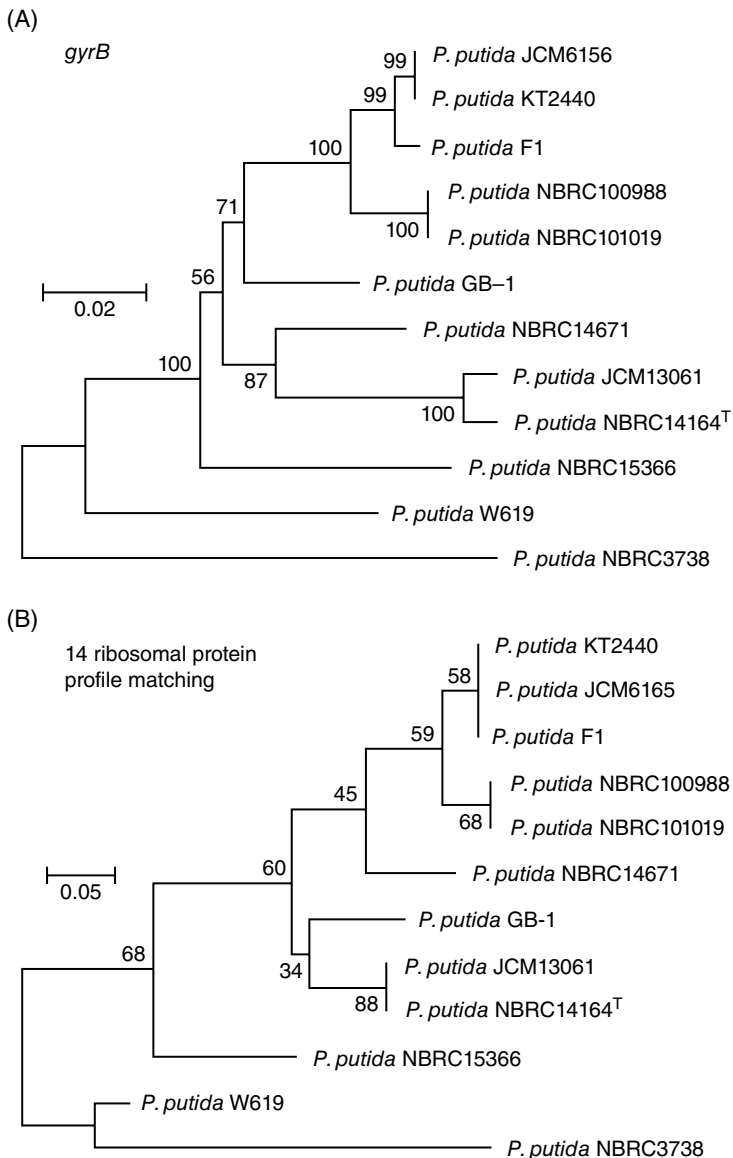 (A)
gyrB
99
P. putida JCM6156
99
P. putida KT2440
100
P. putida F1
71
P. putida NBRC100988
100
P. putida NBRC101019
56
P. putida GB–1
0.02
P. putida NBRC14671
100
87
P. putida JCM13061
100
P. putida NBRC14164T
P. putida NBRC15366
P. putida W619
P. putida NBRC3738
(B)
14 ribosomal protein
profile matching
P. putida KT2440
58
P. putida JCM6165
59
P. putida F1
45
P. putida NBRC100988
68
P. putida NBRC101019
60
P. putida NBRC14671
0.05
P. putida GB-1
68
34
P. putida JCM13061
88
P. putida NBRC14164T
P. putida NBRC15366
P. putida W619
P. putida NBRC3738